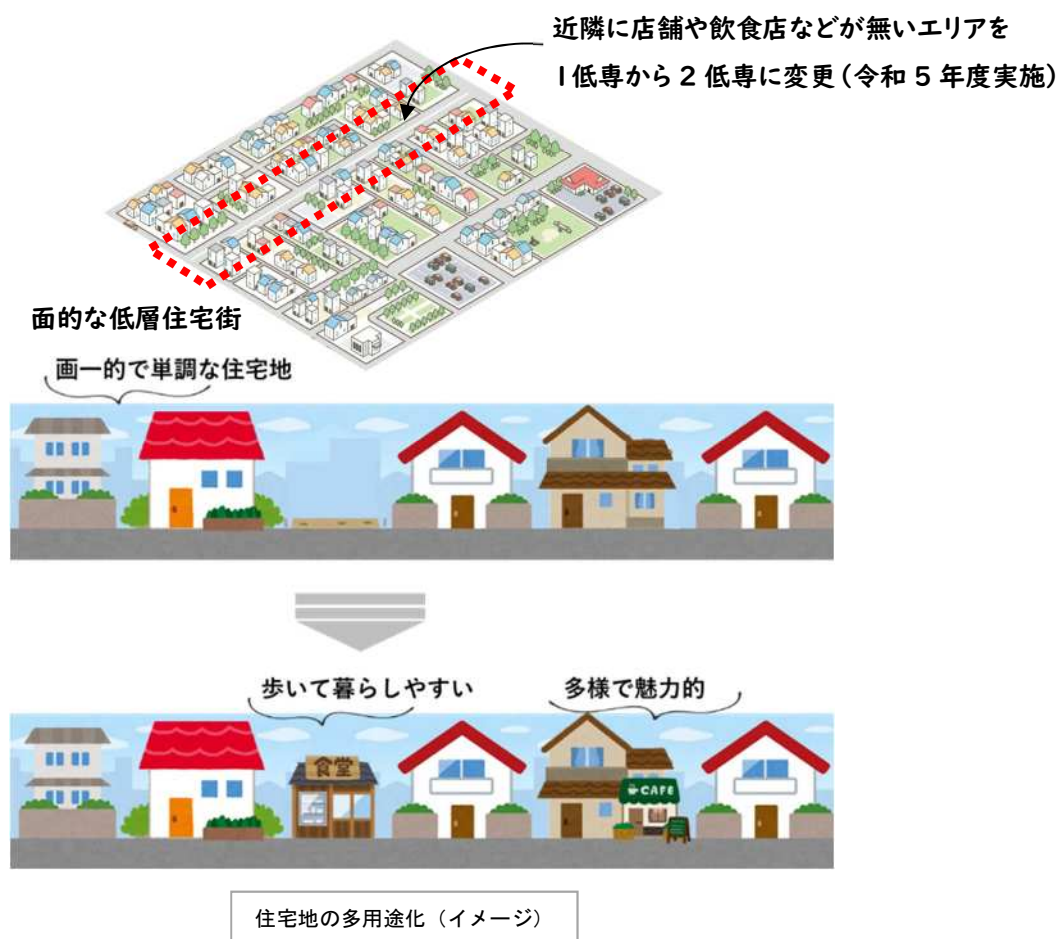 近隣に店舗や飲食店などが無いエリアを
1低専から2低専に変更(令和5年度実施)
面的な低層住宅街
画一的で単調な住宅地
歩いて暮らしやすい
多様で魅力的
食堂
CAFE
住宅地の多用途化(イメージ)